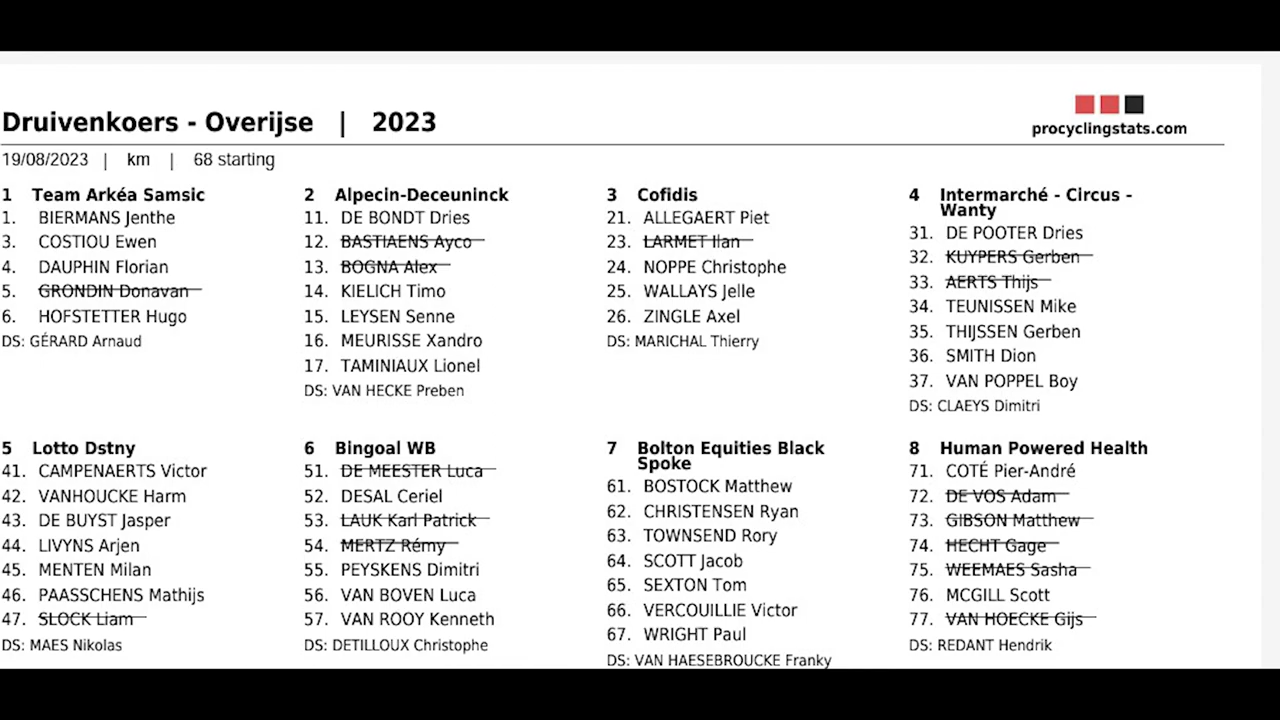 Druivenkoers - Overijse | 2023
procyclingstats.com
19/08/2023 | km | 68 starting
1 Team Arkéa Samsic
1. BIERMANS Jenthe
3. COSTIOU Ewen
4. DAUPHIN Florian
5. GRONDIN Donavan
6. HOFSTETTER Hugo
DS: GÉRARD Arnaud
2 Alpecin-Deceuninck
11. DE BONDT Dries
12. BASTIAENS Ayco
13. BOGNA Alex
14. KIELICH Timo
15. LEYSEN Senne
16. MEURISSE Xandro
17. TAMINIAUX Lionel
DS: VAN HECKE Preben
3 Cofidis
21. ALLEGAERT Piet
23. LARMET Ilan
24. NOPPE Christophe
25. WALLAYS Jelle
26. ZINGLE Axel
DS: MARICHAL Thierry
4 Intermarché - Circus -
Wanty
31. DE POOTER Dries
32. KUYPERS Gerben
33. AERTS Thijs
34. TEUNISSEN Mike
35. THIJSSEN Gerben
36. SMITH Dion
37. VAN POPPEL Boy
DS: CLAEYS Dimitri
5 Lotto Dstny
41. CAMPENAERTS Victor
42. VANHOUCKE Harm
43. DE BUYST Jasper
44. LIVYNS Arjen
45. MENTEN Milan
46. PAASSCHENS Mathijs
47. SLOCK Liam
DS: MAES Nikolas
6 Bingoal WB
51. DE MEESTER Luca
52. DESAL Ceriel
53. LAUK Karl Patrick
54. MERTZ Rémy
55. PEYSKENS Dimitri
56. VAN BOVEN Luca
57. VAN ROOY Kenneth
DS: DETILLOUX Christophe
7 Bolton Equities Black
Spoke
61. BOSTOCK Matthew
62. CHRISTENSEN Ryan
63. TOWNSEND Rory
64. SCOTT Jacob
65. SEXTON Tom
66. VERCOUILLIE Victor
67. WRIGHT Paul
DS: VAN HAESEBROUCKE Franky
8 Human Powered Health
71. COTÉ Pier-André
72. DE VOS Adam
73. GIBSON Matthew
74. HECHT Gage
75. WEEMAES Sasha
76. MCGILL Scott
77. VAN HOECKE Gijs
DS: REDANT Hendrik